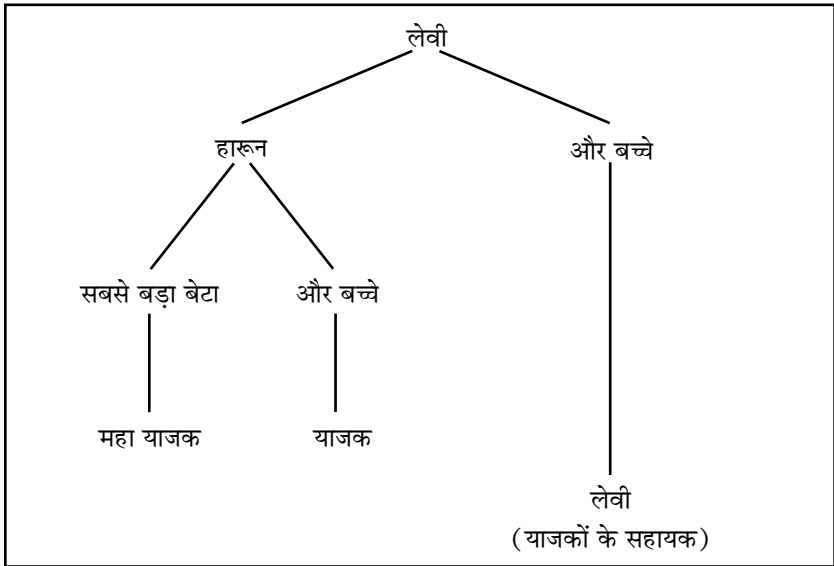 लेवी
हारून
और बच्चे
सबसे बड़ा बेटा
और बच्चे
महा याजक
याजक
लेवी
(याजकों के सहायक)